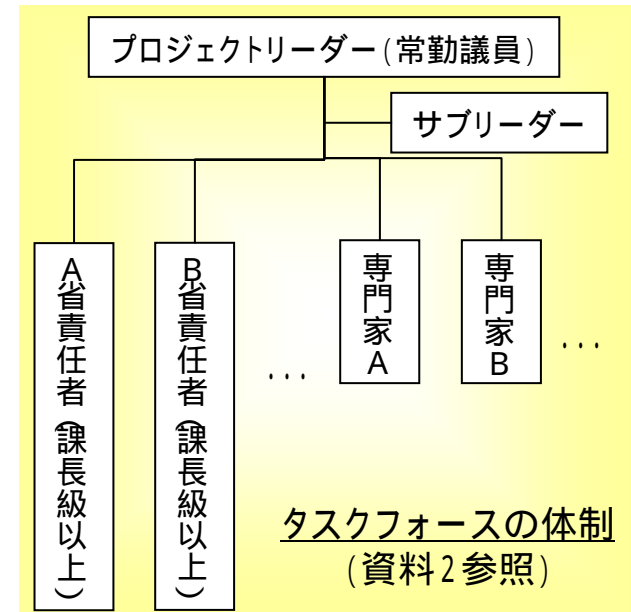 プロジェクトリーダー(常勤議員)
サブリーダー
A省責任者(課長級以上)
B省責任者(課長級以上)
...
専門家A
専門家B
...
タスクフォースの体制
(資料2参照)